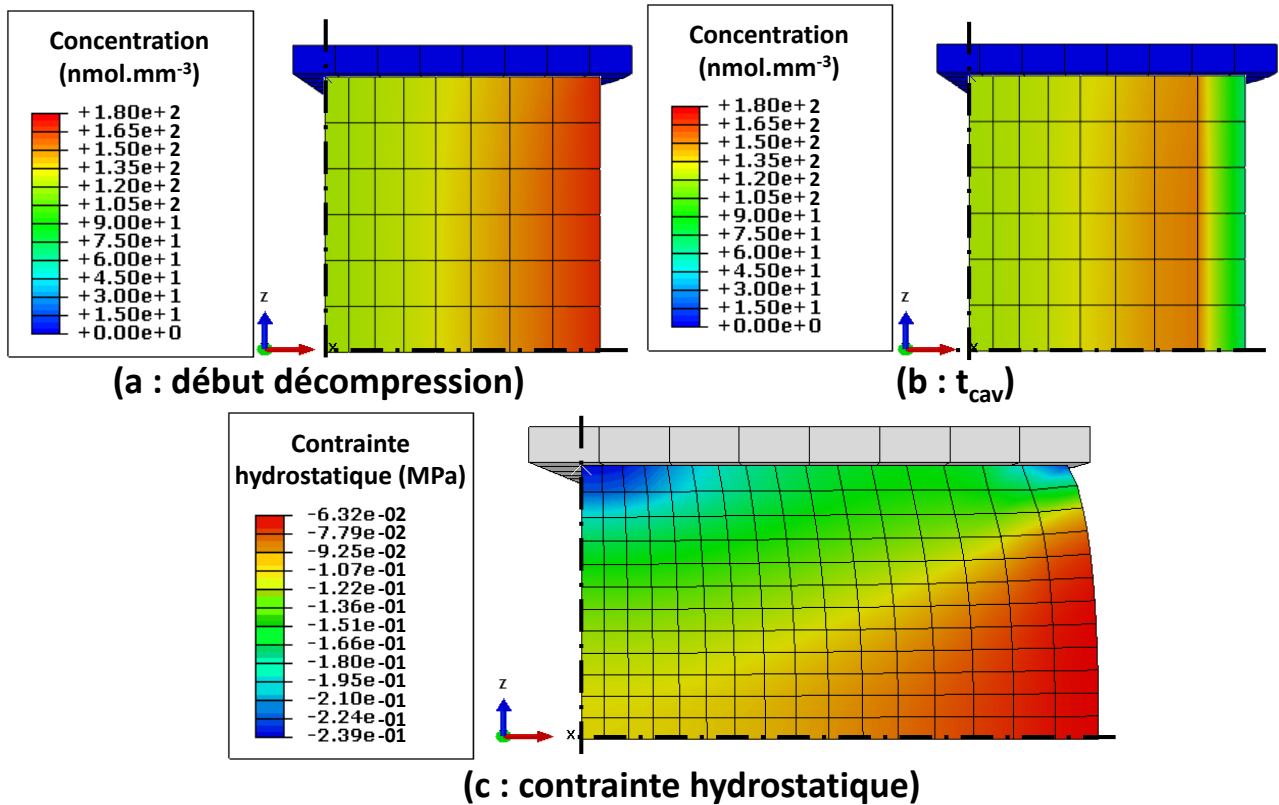 Concentration
(nmol.mm⁻³)
+1.80e+2
+1.65e+2
+1.50e+2
+1.35e+2
+1.20e+2
+1.05e+2
+9.00e+1
+7.50e+1
+6.00e+1
+4.50e+1
+3.00e+1
+1.50e+1
+0.00e+0
z
x
(a : début décompression)
Concentration
(nmol.mm⁻³)
+1.80e+2
+1.65e+2
+1.50e+2
+1.35e+2
+1.20e+2
+1.05e+2
+9.00e+1
+7.50e+1
+6.00e+1
+4.50e+1
+3.00e+1
+1.50e+1
+0.00e+0
z
x
(b : tcav)
Contrainte
hydrostatique (MPa)
-6.32e-02
-7.79e-02
-9.25e-02
-1.07e-01
-1.22e-01
-1.36e-01
-1.51e-01
-1.66e-01
-1.80e-01
-1.95e-01
-2.10e-01
-2.24e-01
-2.39e-01
z
x
(c : contrainte hydrostatique)